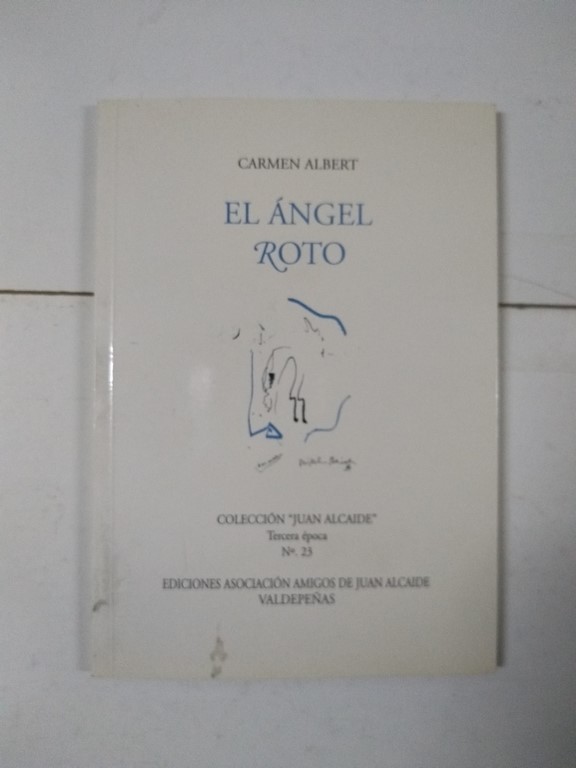 CARMEN ALBERT
EL ÁNGEL
ROTO
COLECCIÓN "JUAN ALCAIDE"
Tercera época
Nº. 23
EDICIONES ASOCIACIÓN AMIGOS DE JUAN ALCAIDE
VALDEPEÑAS